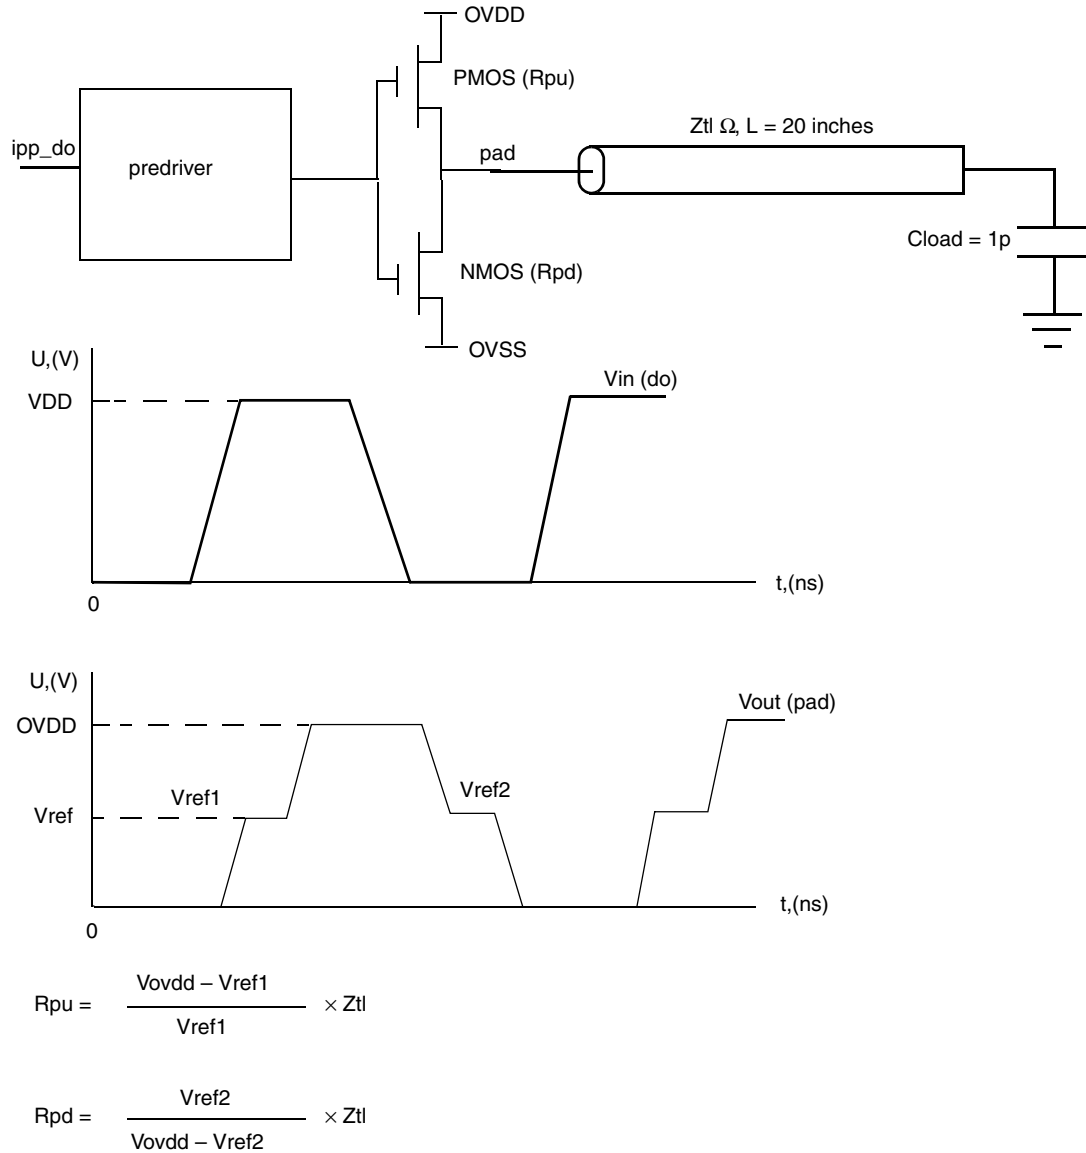 OVDD
PMOS (Rpu)
Ztl Ω, L = 20 inches
ipp_do
predriver
pad
Cload = 1p
NMOS (Rpd)
OVSS
U,(V)
VDD
Vin (do)
t,(ns)
0
U,(V)
OVDD
Vout (pad)
Vref1
Vref2
Vref
t,(ns)
0
Vovdd – Vref1
Rpu = × Ztl
Vref1
Vref2
Rpd = × Ztl
Vovdd – Vref2